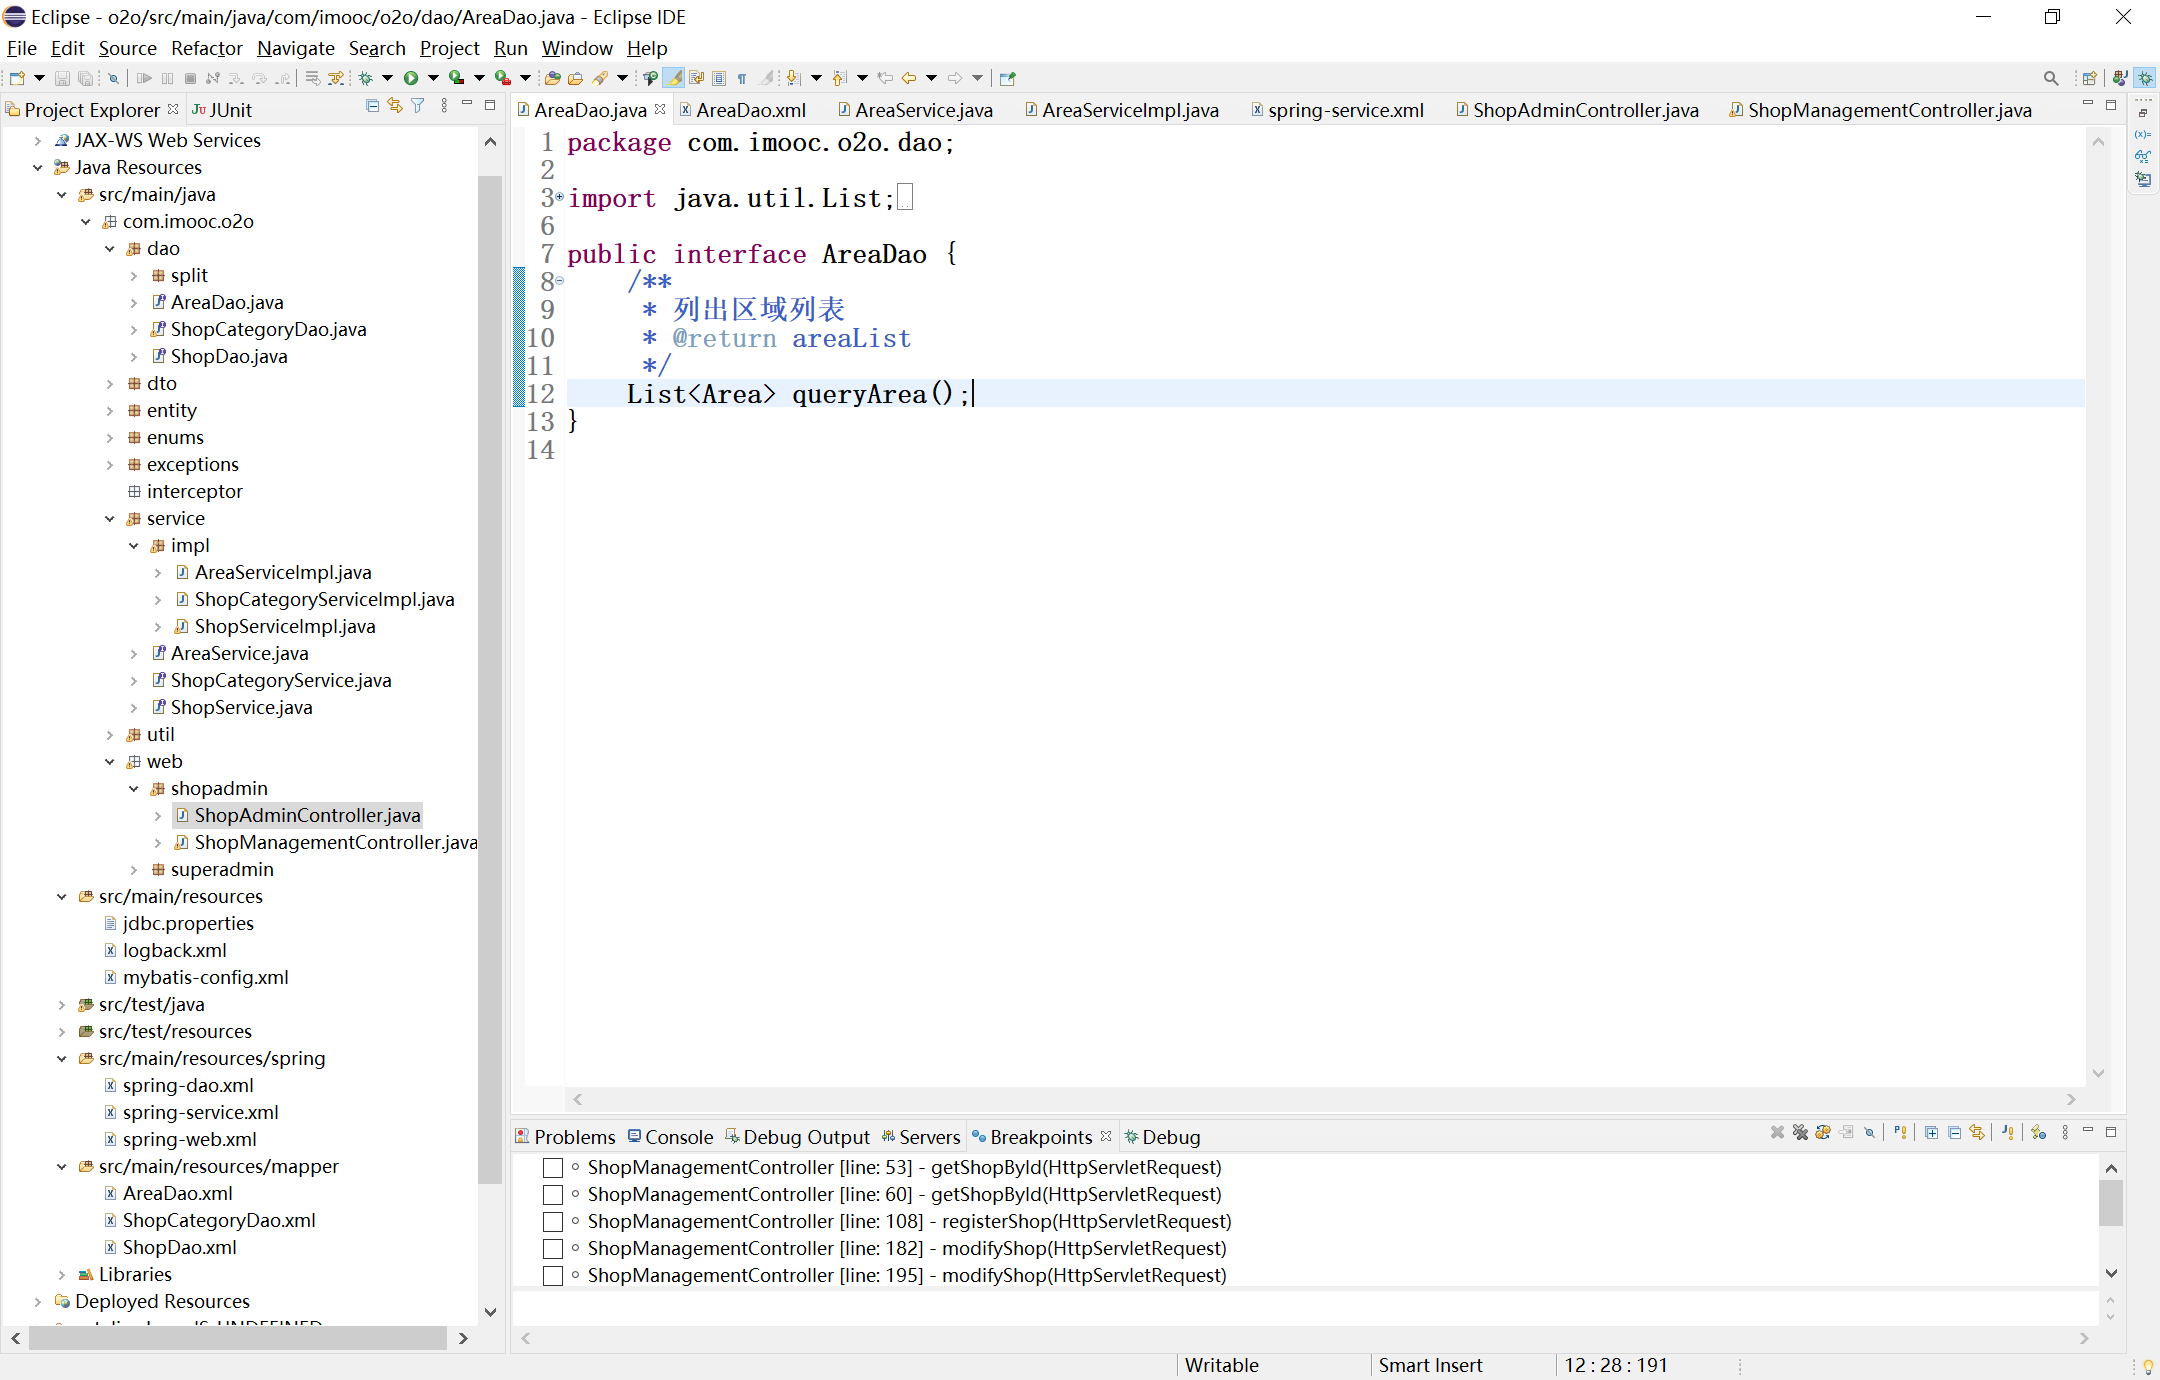 Eclipse - o2o/src/main/java/com/imooc/o2o/dao/AreaDao.java - Eclipse IDE
File Edit Source Refactor Navigate Search Project Run Window Help
Project Explorer JUnit
JAX-WS Web Services
Java Resources
src/main/java
com.imooc.o2o
dao
split
AreaDao.java
ShopCategoryDao.java
ShopDao.java
dto
entity
enums
exceptions
interceptor
service
impl
AreaServiceImpl.java
ShopCategoryServiceImpl.java
ShopServiceImpl.java
AreaService.java
ShopCategoryService.java
ShopService.java
util
web
shopadmin
ShopAdminController.java
ShopManagementController.java
superadmin
src/main/resources
jdbc.properties
logback.xml
mybatis-config.xml
src/test/java
src/test/resources
src/main/resources/spring
spring-dao.xml
spring-service.xml
spring-web.xml
src/main/resources/mapper
AreaDao.xml
ShopCategoryDao.xml
ShopDao.xml
Libraries
Deployed Resources
AreaDao.java AreaDao.xml AreaService.java AreaServiceImpl.java spring-service.xml ShopAdminController.java ShopManagementController.java
1 package com.imooc.o2o.dao;
2
3 import java.util.List;
6
7 public interface AreaDao {
8 /**
9 * 列出区域列表
10 * @return areaList
11 */
12 List<Area> queryArea();
13 }
14
Problems Console Debug Output Servers Breakpoints Debug
ShopManagementController [line: 53] - getShopById(HttpServletRequest)
ShopManagementController [line: 60] - getShopById(HttpServletRequest)
ShopManagementController [line: 108] - registerShop(HttpServletRequest)
ShopManagementController [line: 182] - modifyShop(HttpServletRequest)
ShopManagementController [line: 195] - modifyShop(HttpServletRequest)
Writable Smart Insert 12 : 28 : 191